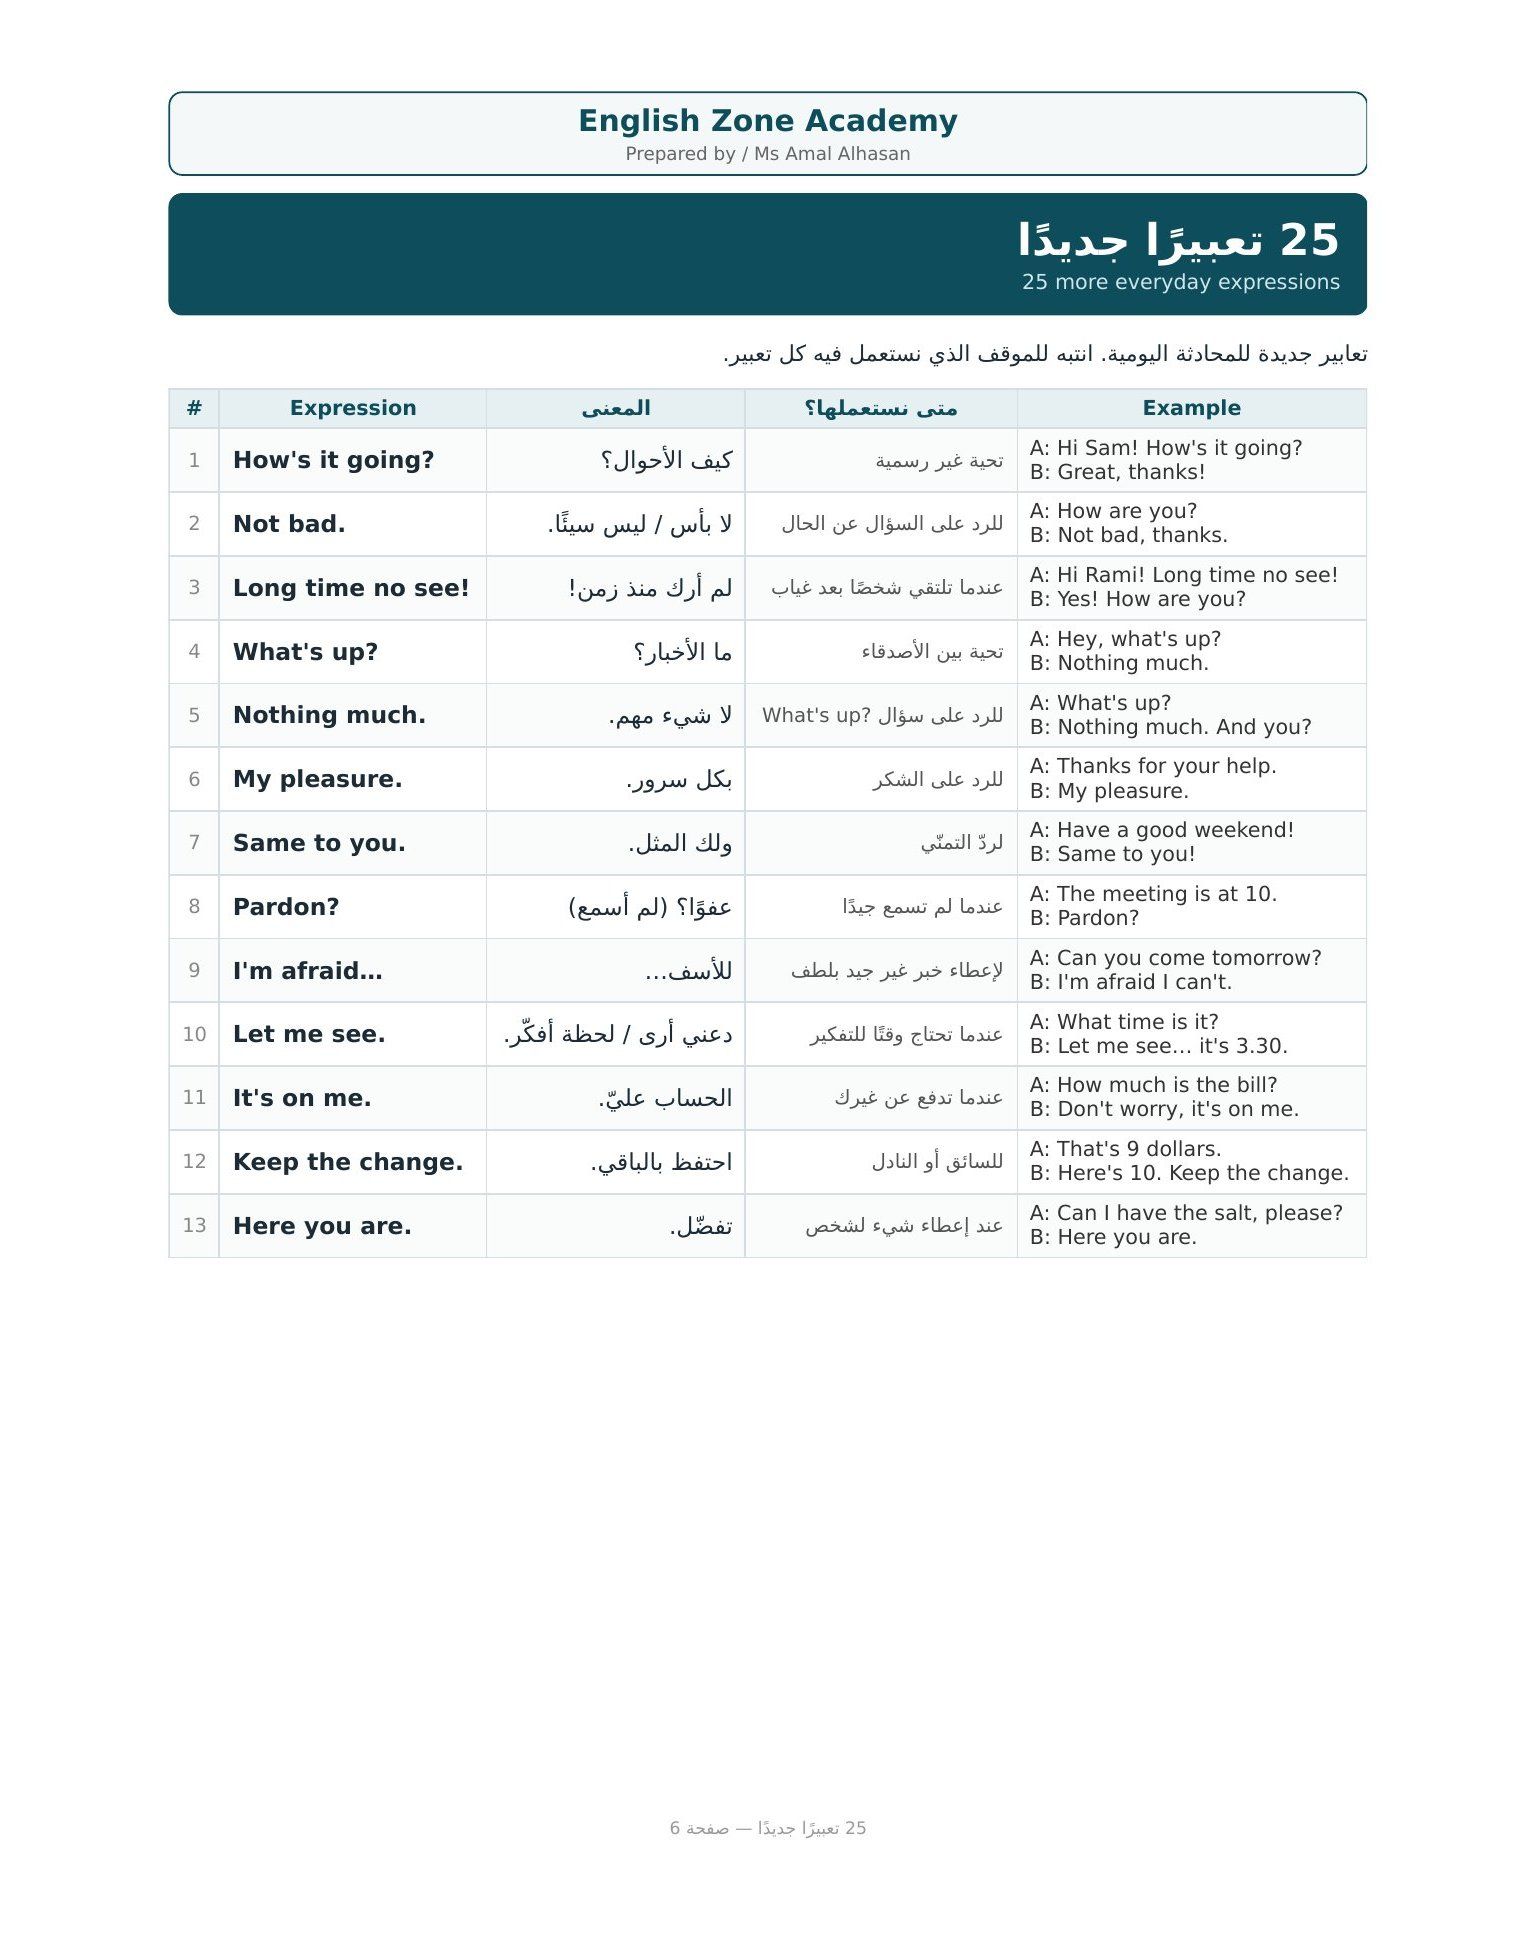 English Zone Academy
Prepared by / Ms Amal Alhasan
25 تعبيرًا جديدًا
25 more everyday expressions
تعابير جديدة للمحادثة اليومية. انتبه للموقف الذي نستعمل فيه كل تعبير.
# Expression المعنى متى نستعملها؟ Example
1 How's it going? كيف الأحوال؟ تحية غير رسمية A: Hi Sam! How's it going?
B: Great, thanks!
2 Not bad. لا بأس / ليس سيئًا. للرد على السؤال عن الحال A: How are you?
B: Not bad, thanks.
3 Long time no see! لم أرك منذ زمن! عندما تلتقي شخصًا بعد غياب A: Hi Rami! Long time no see!
B: Yes! How are you?
4 What's up? ما الأخبار؟ تحية بين الأصدقاء A: Hey, what's up?
B: Nothing much.
5 Nothing much. لا شيء مهم. للرد على سؤال What's up? A: What's up?
B: Nothing much. And you?
6 My pleasure. بكل سرور. للرد على الشكر A: Thanks for your help.
B: My pleasure.
7 Same to you. ولك المثل. لردّ التمنّي A: Have a good weekend!
B: Same to you!
8 Pardon? عفوًا؟ (لم أسمع) عندما لم تسمع جيدًا A: The meeting is at 10.
B: Pardon?
9 I'm afraid… للأسف… لإعطاء خبر غير جيد بلطف A: Can you come tomorrow?
B: I'm afraid I can't.
10 Let me see. دعني أرى / لحظة أفكّر. عندما تحتاج وقتًا للتفكير A: What time is it?
B: Let me see… it's 3.30.
11 It's on me. الحساب عليّ. عندما تدفع عن غيرك A: How much is the bill?
B: Don't worry, it's on me.
12 Keep the change. احتفظ بالباقي. للسائق أو النادل A: That's 9 dollars.
B: Here's 10. Keep the change.
13 Here you are. تفضّل. عند إعطاء شيء لشخص A: Can I have the salt, please?
B: Here you are.
25 تعبيرًا جديدًا — صفحة 6